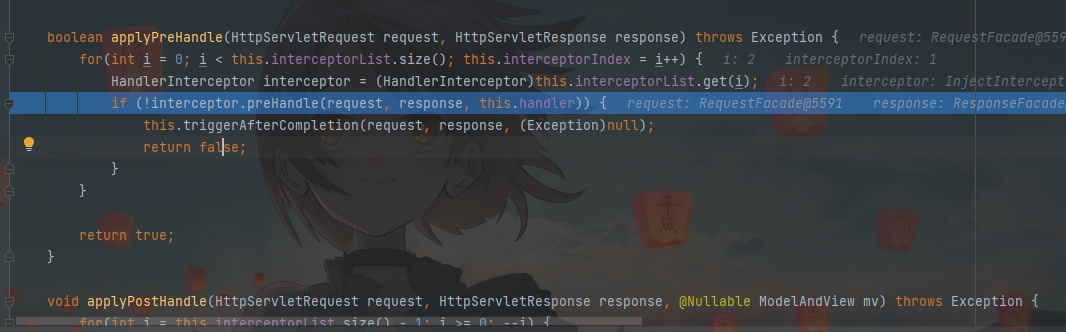 boolean applyPreHandle(HttpServletRequest request, HttpServletResponse response) throws Exception {   request: RequestFacade@559
for(int i = 0; i < this.interceptorList.size(); this.interceptorIndex = i++) {   i: 2   interceptorIndex: 1
HandlerInterceptor interceptor = (HandlerInterceptor)this.interceptorList.get(i);   i: 2   interceptor: InjectIntercept
if (!interceptor.preHandle(request, response, this.handler)) {   request: RequestFacade@5591   response: ResponseFacade
this.triggerAfterCompletion(request, response, (Exception)null);
return false;
}
}
return true;
}
void applyPostHandle(HttpServletRequest request, HttpServletResponse response, @Nullable ModelAndView mv) throws Exception {
for(int i = this.interceptorList.size() - 1; i >= 0; --i) {